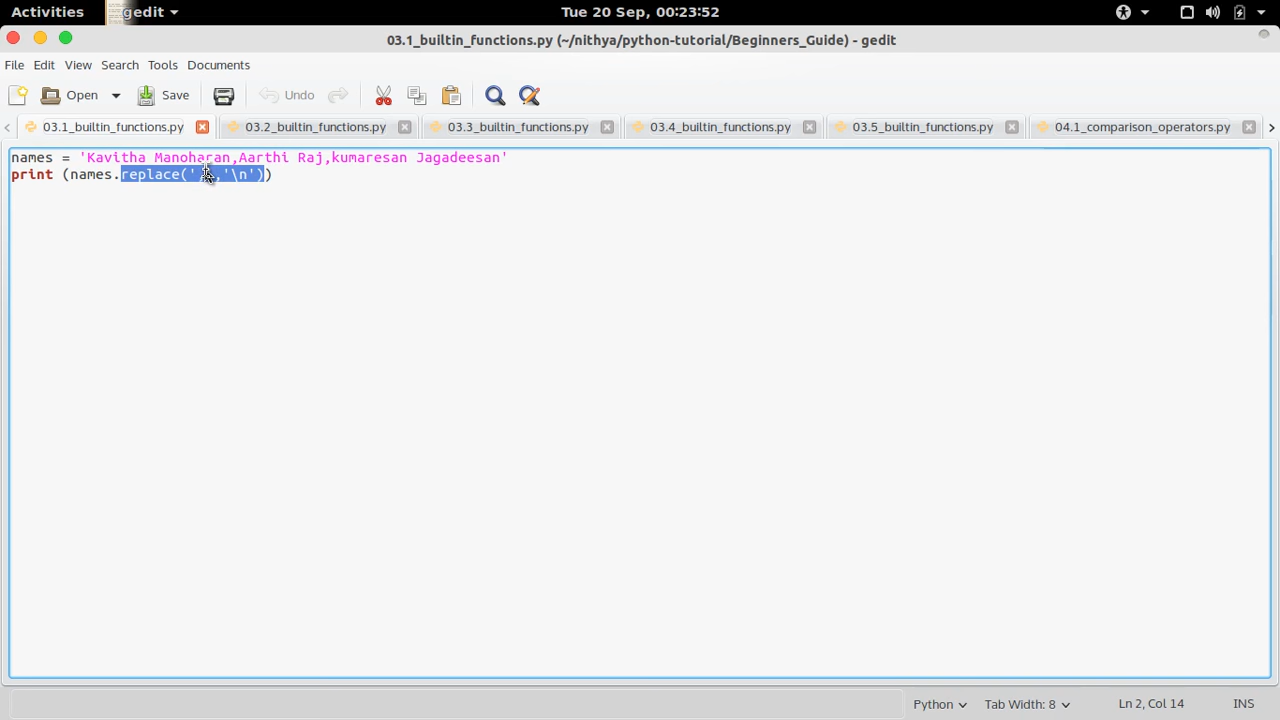 Activities gedit Tue 20 Sep, 00:23:52
03.1_builtin_functions.py (~/nithya/python-tutorial/Beginners_Guide) - gedit
File Edit View Search Tools Documents
Open Save Undo
03.1_builtin_functions.py 03.2_builtin_functions.py 03.3_builtin_functions.py 03.4_builtin_functions.py 03.5_builtin_functions.py 04.1_comparison_operators.py
names = 'Kavitha Manoharan,Aarthi Raj,kumaresan Jagadeesan'
print (names.replace(',','\n'))
Python Tab Width: 8 Ln 2, Col 14 INS